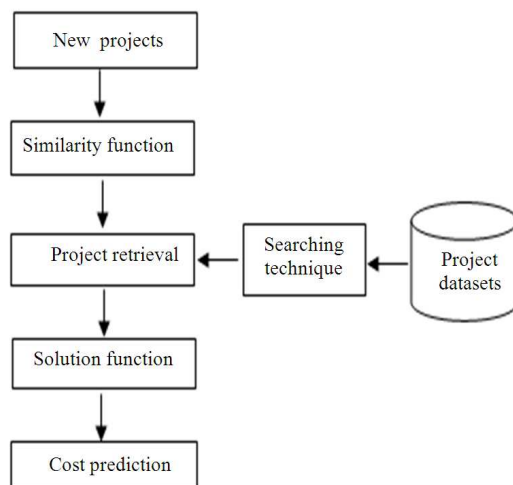 New projects
Similarity function
Project retrieval
Searching
technique
Project
datasets
Solution function
Cost prediction